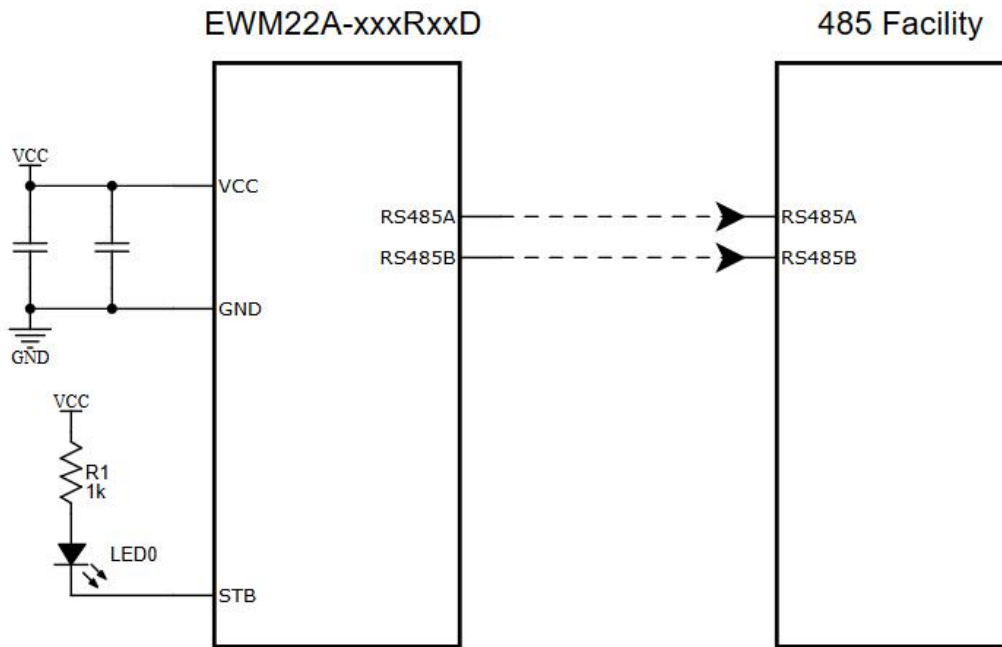 EWM22A-xxxRxxD
485 Facility
VCC
VCC
RS485A
RS485A
RS485B
RS485B
GND
GND
VCC
R1
1k
LED0
STB